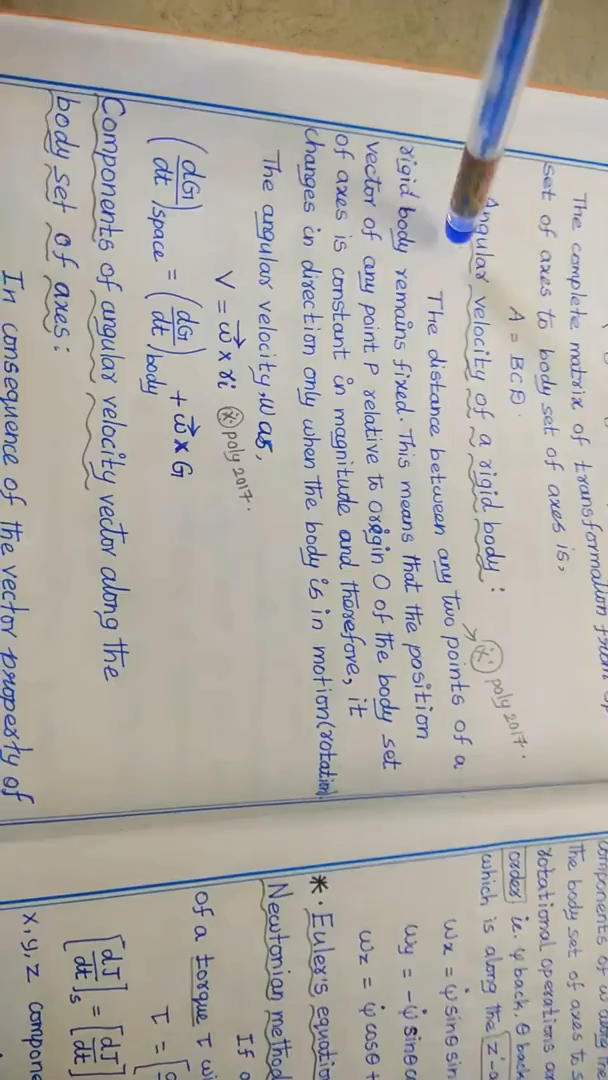 The complete matrix of transformation from
set of axes to body set of axes is,
A = BCD.
Angular velocity of a rigid body:
poly 2017.
The distance between any two points of a
rigid body remains fixed. This means that the position
vector of any point P relative to origin O of the body set
of axes is constant in magnitude and therefore, it
changes in direction only when the body is in motion (rotation).
The angular velocity, ω as,
V = ω⃗ × ri poly 2017.
(dG/dt)space = (dG/dt)body + ω⃗ × G
Components of angular velocity vector along the
body set of axes:
In consequence of the vector property of
components of ω along the
the body set of axes to
rotational operations
order i.e. ψ back, θ back
which is along the z'-a
ωx = ψ̇ sinθ sin
ωy = -ψ̇ sinθ
ωz = ψ̇ cosθ +
*. Euler's equation
Newtonian method
If a
of a torque τ
τ =
[dJ/dt]s = [dJ/dt]
x, y, z compone